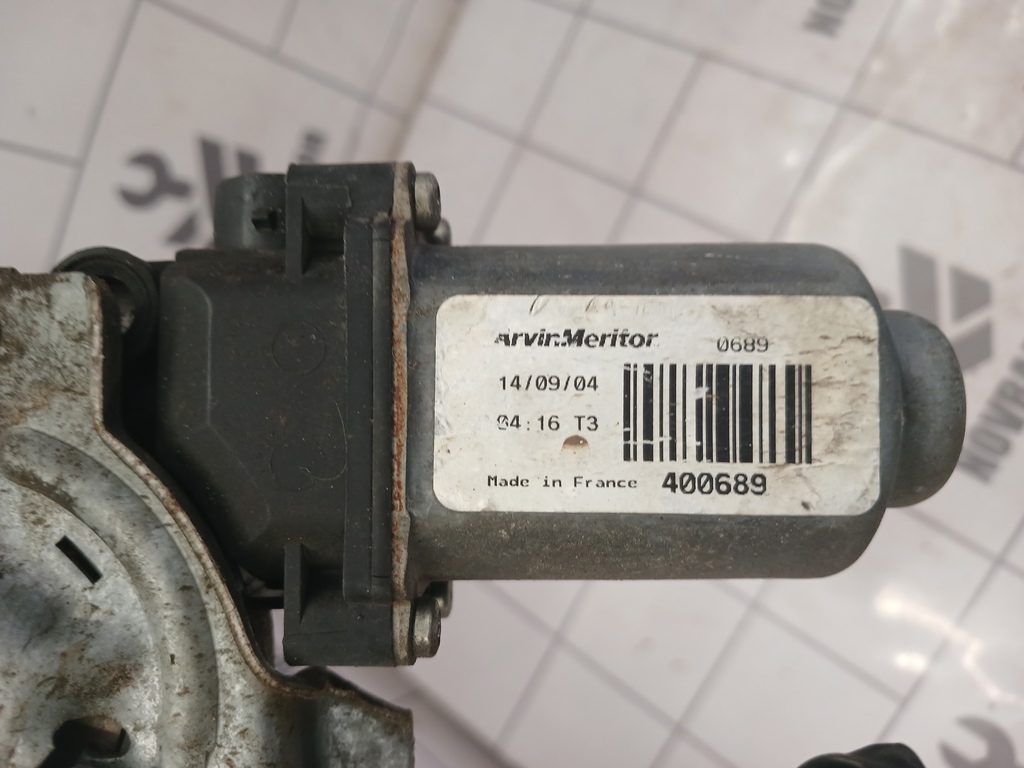 ArvinMeritor
0689
14/09/04
04:16 T3
Made in France
400689